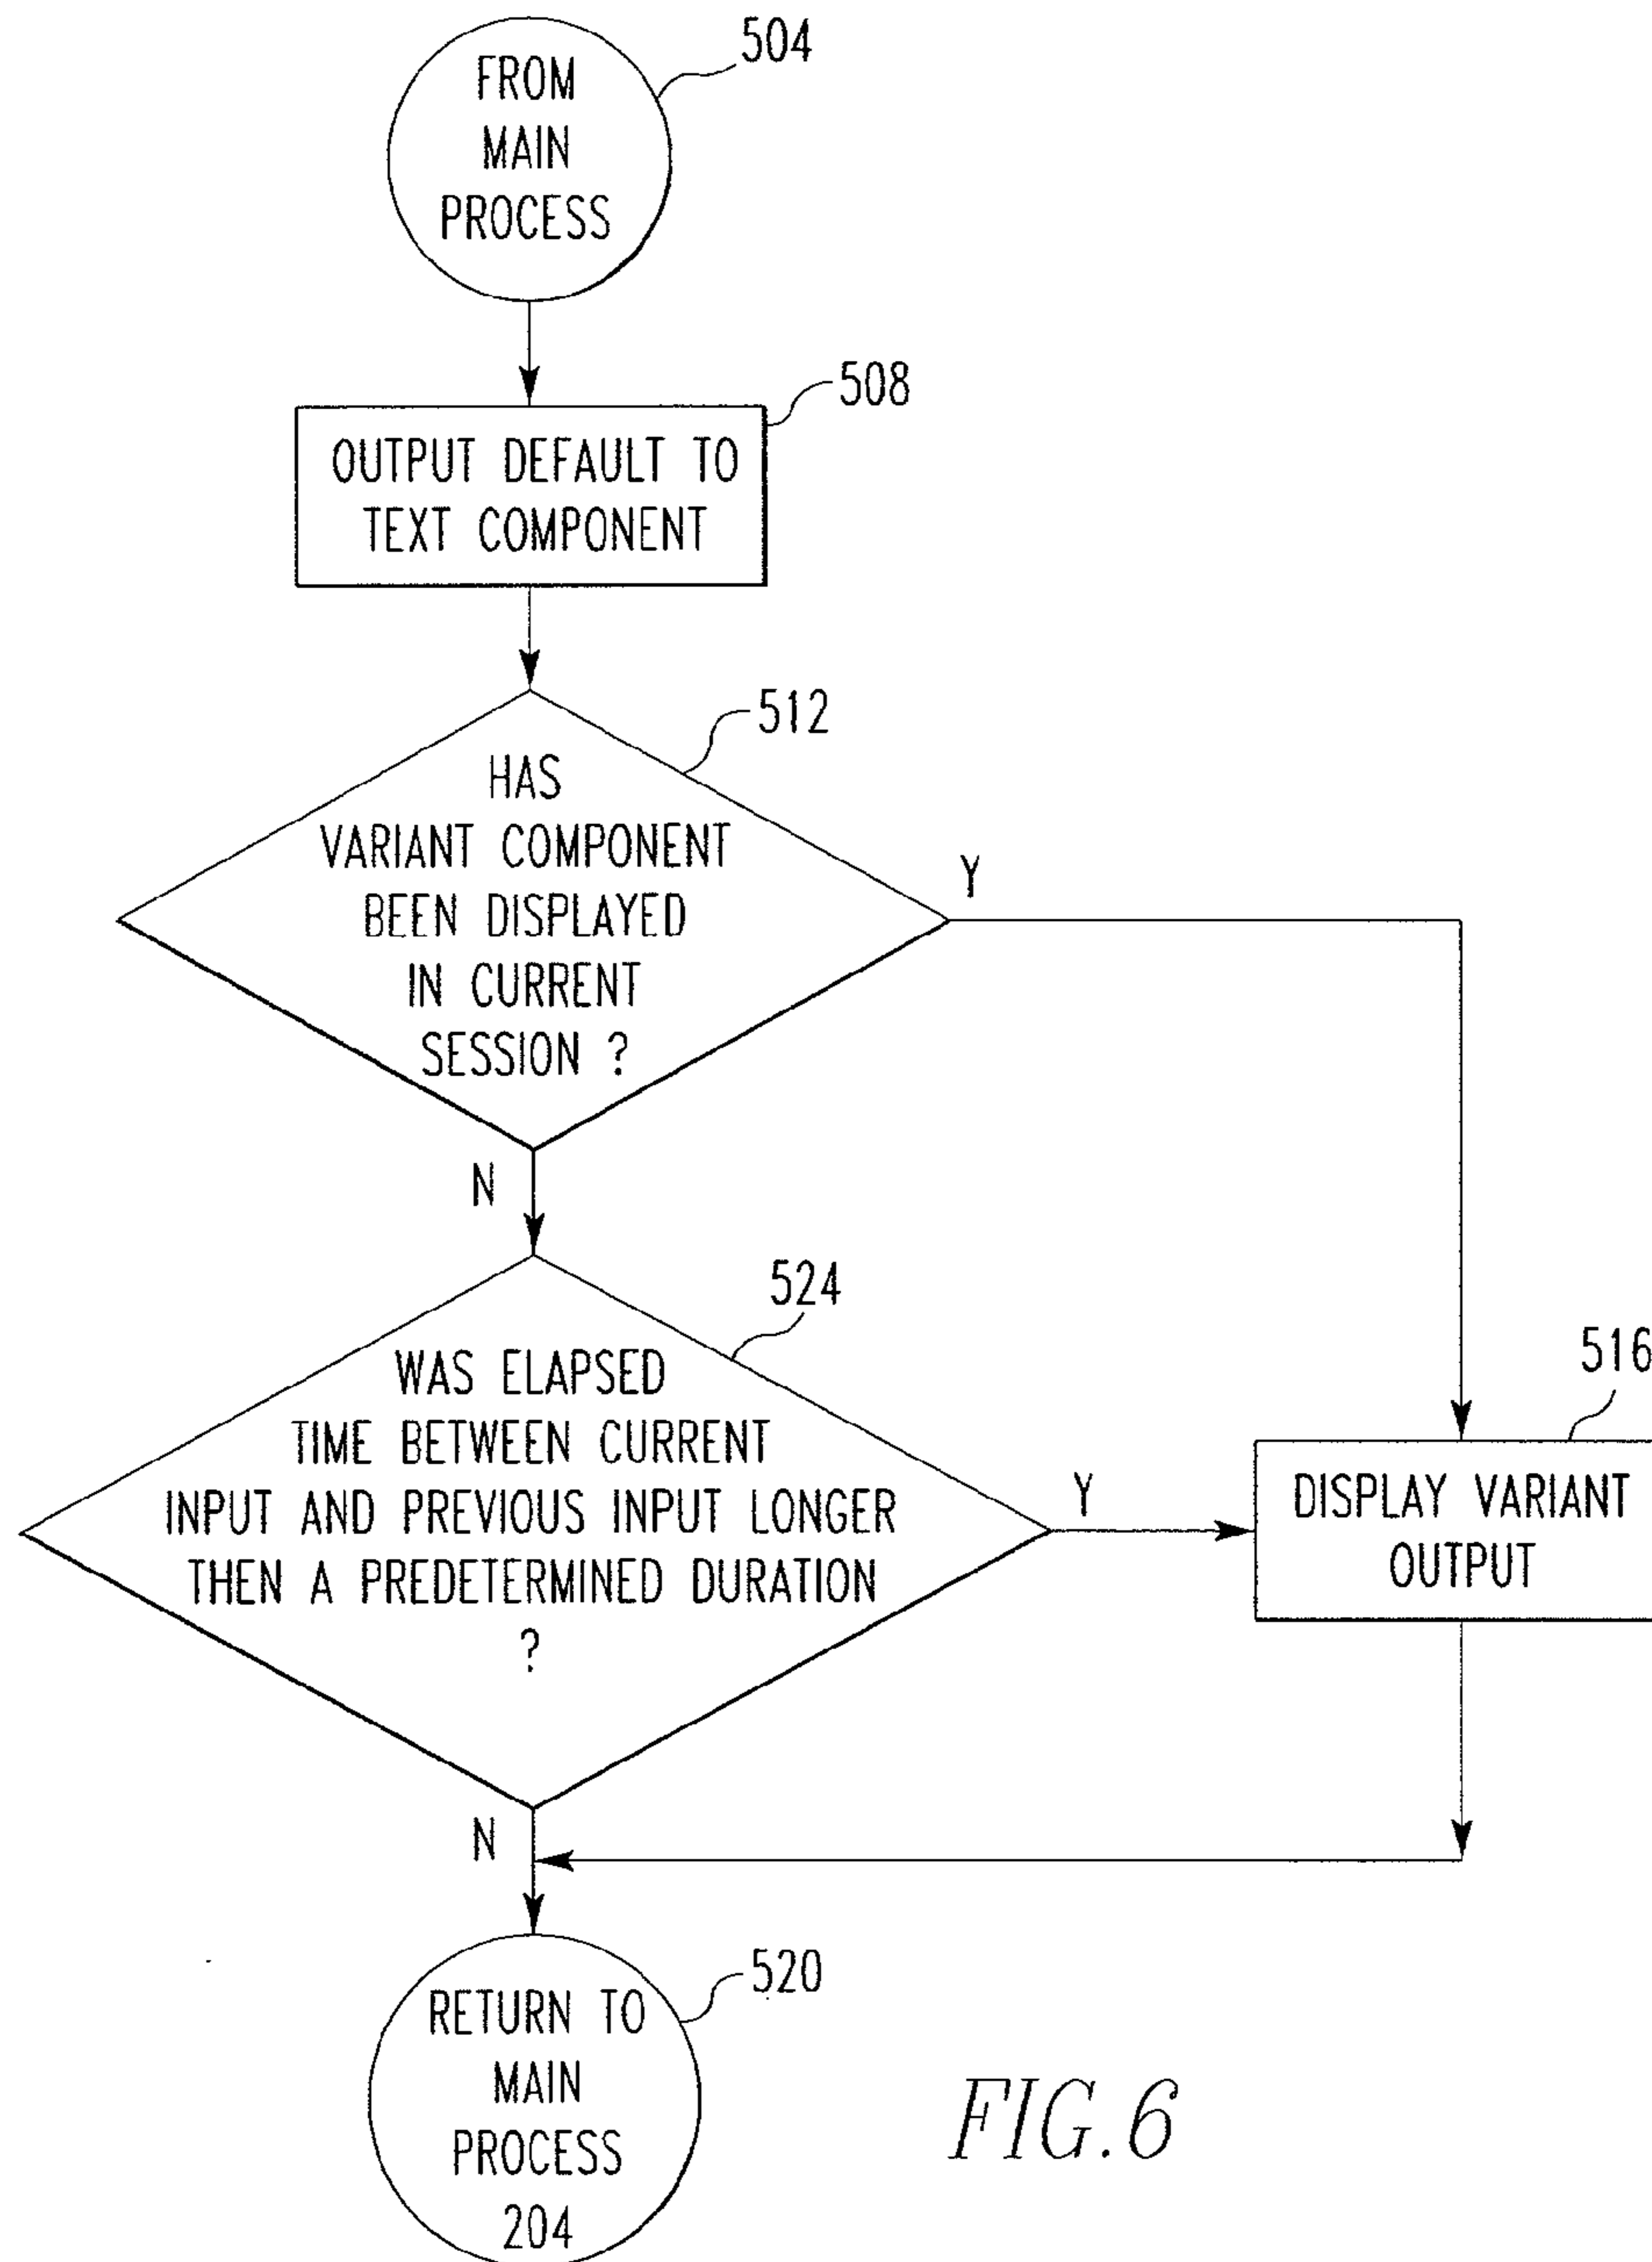 504
FROM
MAIN
PROCESS
508
OUTPUT DEFAULT TO
TEXT COMPONENT
512
HAS
VARIANT COMPONENT
BEEN DISPLAYED
IN CURRENT
SESSION ?
Y
N
524
WAS ELAPSED
TIME BETWEEN CURRENT
INPUT AND PREVIOUS INPUT LONGER
THEN A PREDETERMINED DURATION
?
Y
516
DISPLAY VARIANT
OUTPUT
N
520
RETURN TO
MAIN
PROCESS
204
FIG.6